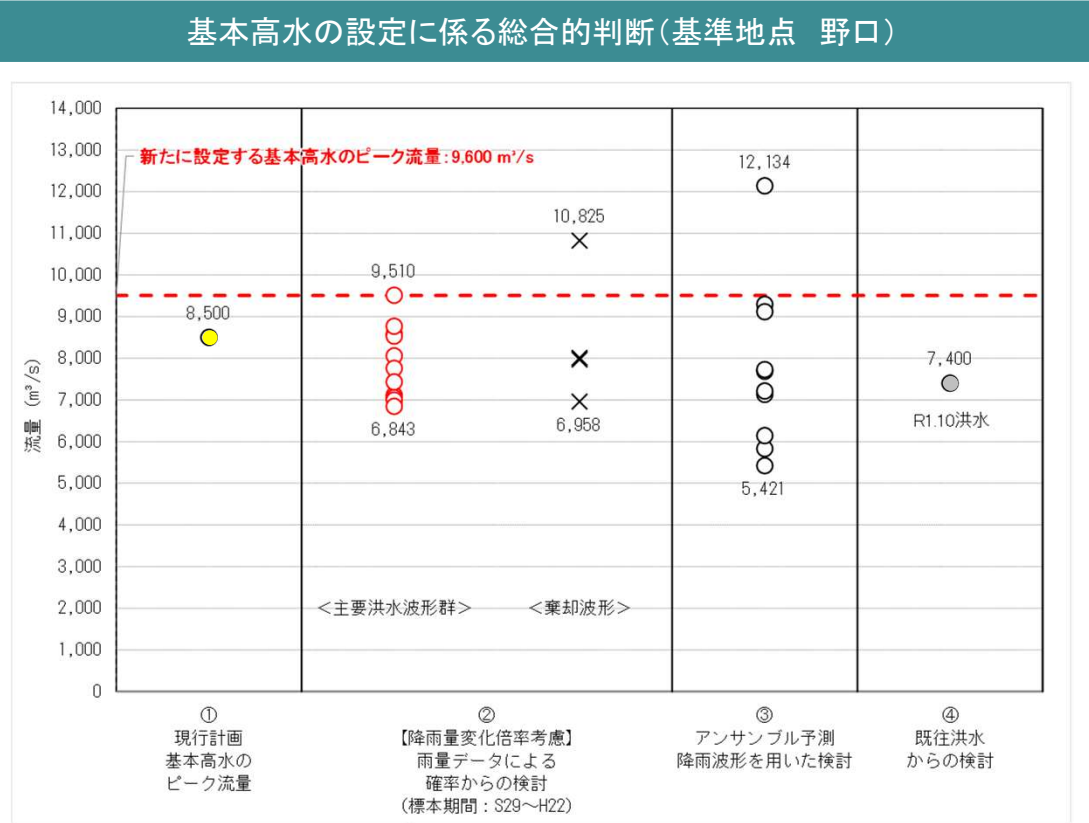 基本高水の設定に係る総合的判断(基準地点　野口)
14,000
13,000
12,000
11,000
10,000
9,000
8,000
7,000
6,000
5,000
4,000
3,000
2,000
1,000
0
流量 (m³/s)
新たに設定する基本高水のピーク流量:9,600 m³/s
8,500
9,510
6,843
10,825
6,958
12,134
5,421
7,400
R1.10洪水
<主要洪水波形群>
<棄却波形>
①
現行計画
基本高水の
ピーク流量
②
【降雨量変化倍率考慮】
雨量データによる
確率からの検討
(標本期間:S29~H22)
③
アンサンブル予測
降雨波形を用いた検討
④
既往洪水
からの検討